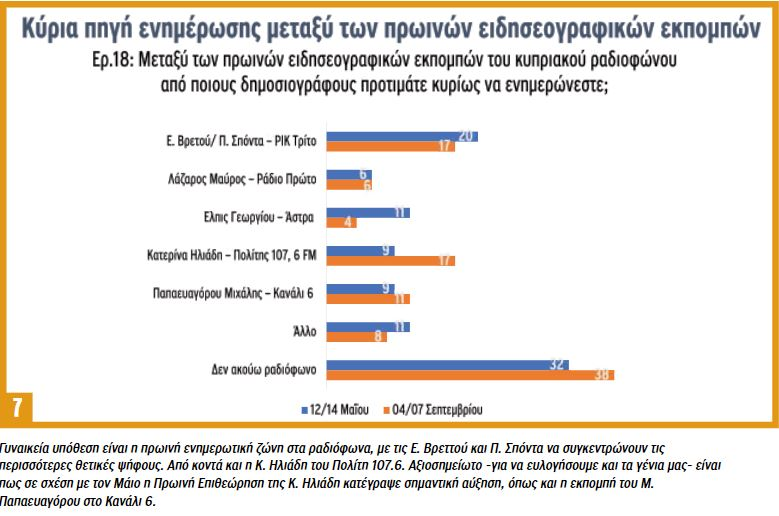 Κύρια πηγή ενημέρωσης μεταξύ των πρωινών ειδησεογραφικών εκπομπών
Ερ.18: Μεταξύ των πρωινών ειδησεογραφικών εκπομπών του κυπριακού ραδιοφώνου
από ποιους δημοσιογράφους προτιμάτε κυρίως να ενημερώνεστε;
Ε. Βρετού/ Π. Σπόντα – ΡΙΚ Τρίτο
20
17
Λάζαρος Μαύρος – Ράδιο Πρώτο
6
6
Ελπις Γεωργίου – Άστρα
11
4
Κατερίνα Ηλιάδη – Πολίτης 107, 6 FM
9
17
Παπαευαγόρου Μιχάλης – Κανάλι 6
9
11
Άλλο
11
8
Δεν ακούω ραδιόφωνο
32
38
12/14 Μαΐου 04/07 Σεπτεμβρίου
7
Γυναικεία υπόθεση είναι η πρωινή ενημερωτική ζώνη στα ραδιόφωνα, με τις Ε. Βρεττού και Π. Σπόντα να συγκεντρώνουν τις
περισσότερες θετικές ψήφους. Από κοντά και η Κ. Ηλιάδη του Πολίτη 107.6. Αξιοσημείωτο -για να ευλογήσουμε και τα γένια μας- είναι
πως σε σχέση με τον Μάιο η Πρωινή Επιθεώρηση της Κ. Ηλιάδη κατέγραψε σημαντική αύξηση, όπως και η εκπομπή του Μ.
Παπαευαγόρου στο Κανάλι 6.